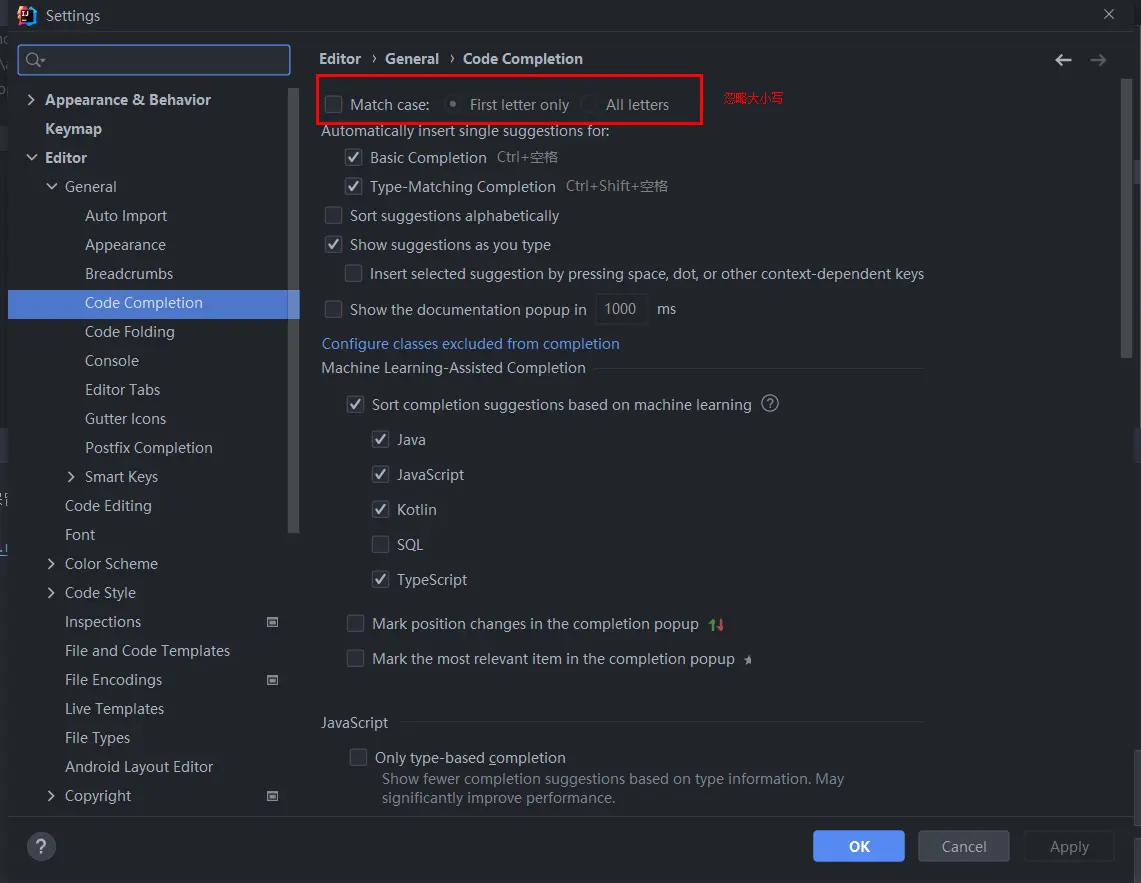 Settings
Editor › General › Code Completion
Match case: First letter only All letters
忽略大小写
Automatically insert single suggestions for:
Basic Completion Ctrl+空格
Type-Matching Completion Ctrl+Shift+空格
Sort suggestions alphabetically
Show suggestions as you type
Insert selected suggestion by pressing space, dot, or other context-dependent keys
Show the documentation popup in 1000 ms
Configure classes excluded from completion
Machine Learning-Assisted Completion
Sort completion suggestions based on machine learning ?
Java
JavaScript
Kotlin
SQL
TypeScript
Mark position changes in the completion popup
Mark the most relevant item in the completion popup
JavaScript
Only type-based completion
Show fewer completion suggestions based on type information. May
significantly improve performance.
Appearance & Behavior
Keymap
Editor
General
Auto Import
Appearance
Breadcrumbs
Code Completion
Code Folding
Console
Editor Tabs
Gutter Icons
Postfix Completion
Smart Keys
Code Editing
Font
Color Scheme
Code Style
Inspections
File and Code Templates
File Encodings
Live Templates
File Types
Android Layout Editor
Copyright
?
OK
Cancel
Apply